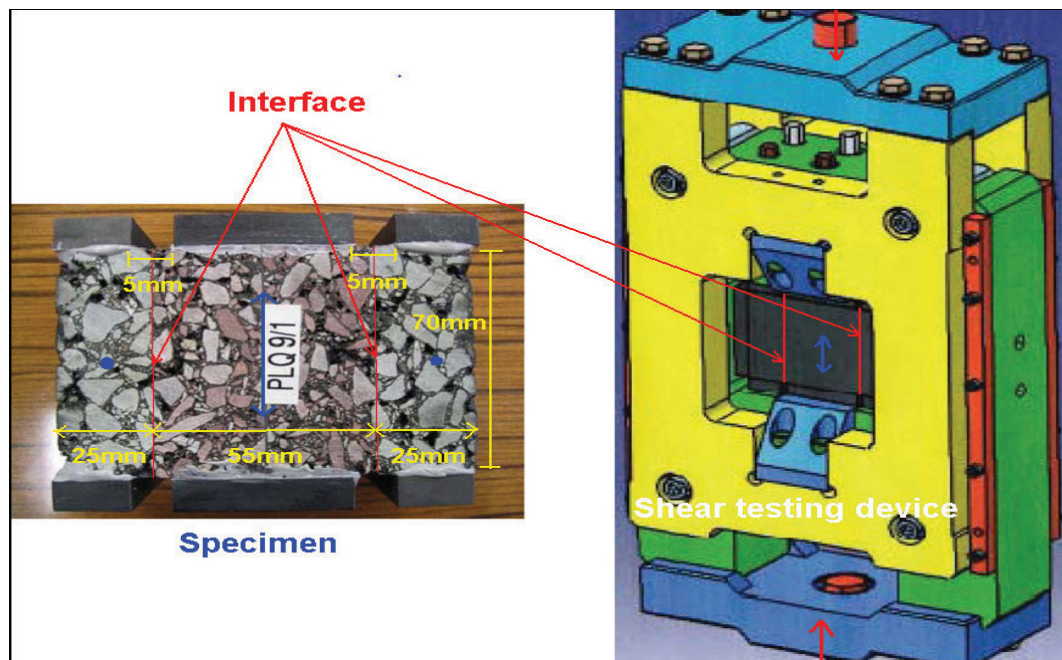 Interface
5mm
5mm
70mm
PLQ 9/1
25mm
55mm
25mm
Specimen
Shear testing device